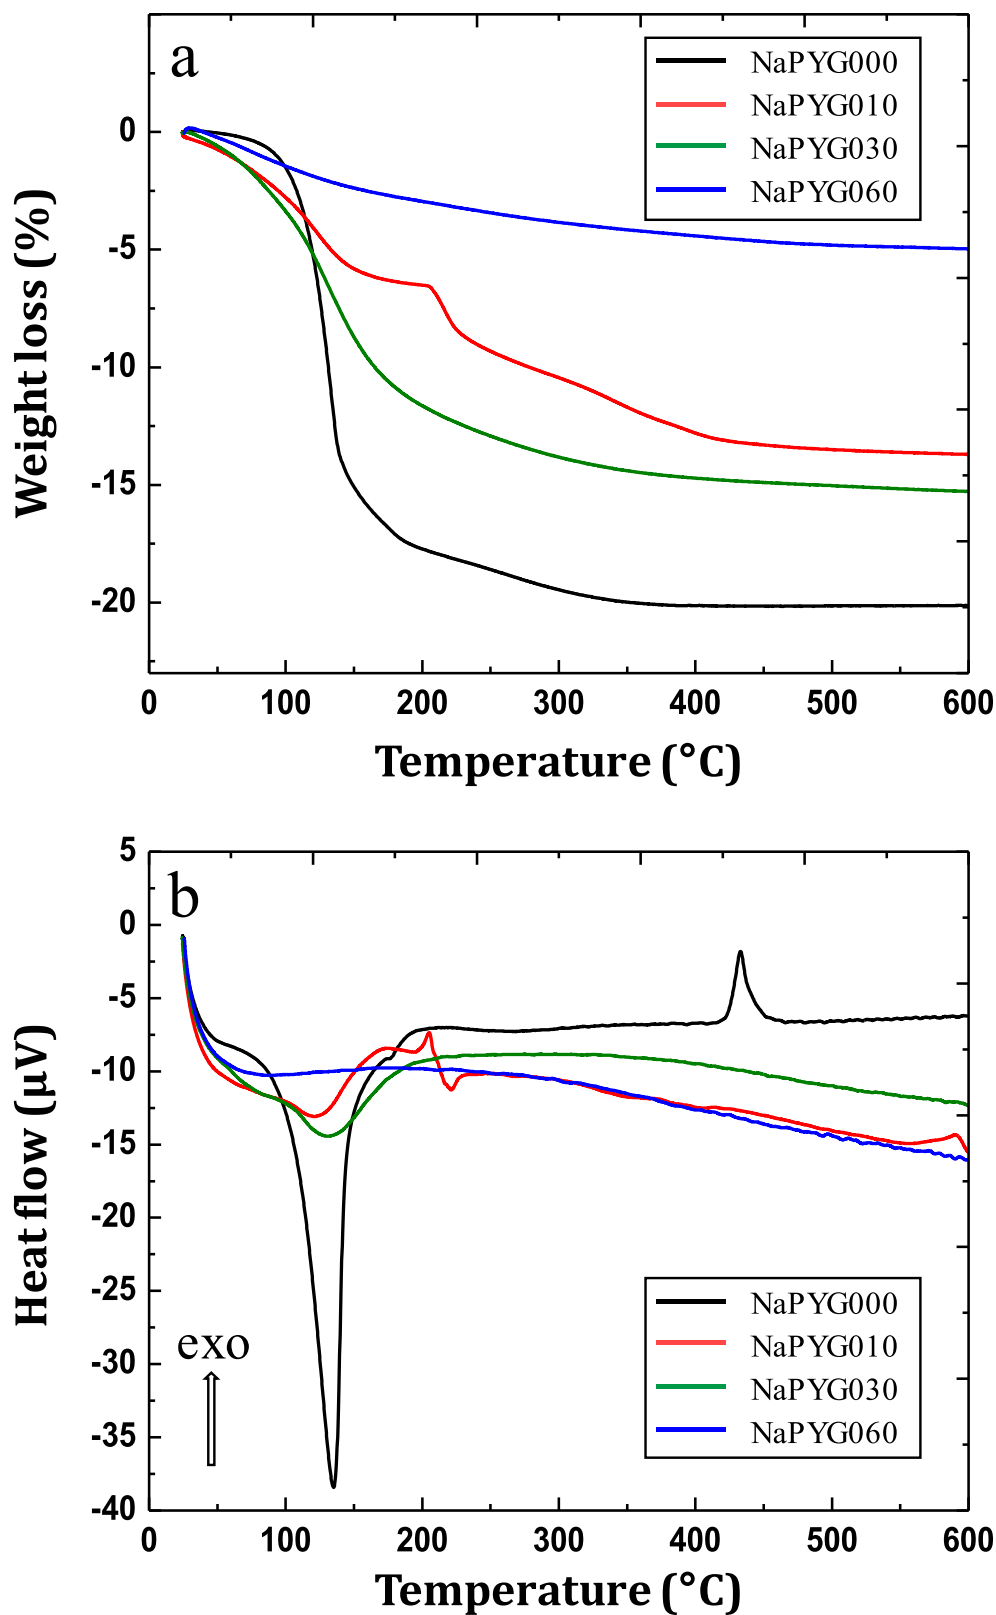 a
NaPYG000
NaPYG010
NaPYG030
NaPYG060
0
-5
-10
-15
-20
Weight loss (%)
0 100 200 300 400 500 600
Temperature (°C)
b
5
0
-5
-10
-15
-20
-25
-30
-35
-40
Heat flow (µV)
exo
NaPYG000
NaPYG010
NaPYG030
NaPYG060
0 100 200 300 400 500 600
Temperature (°C)